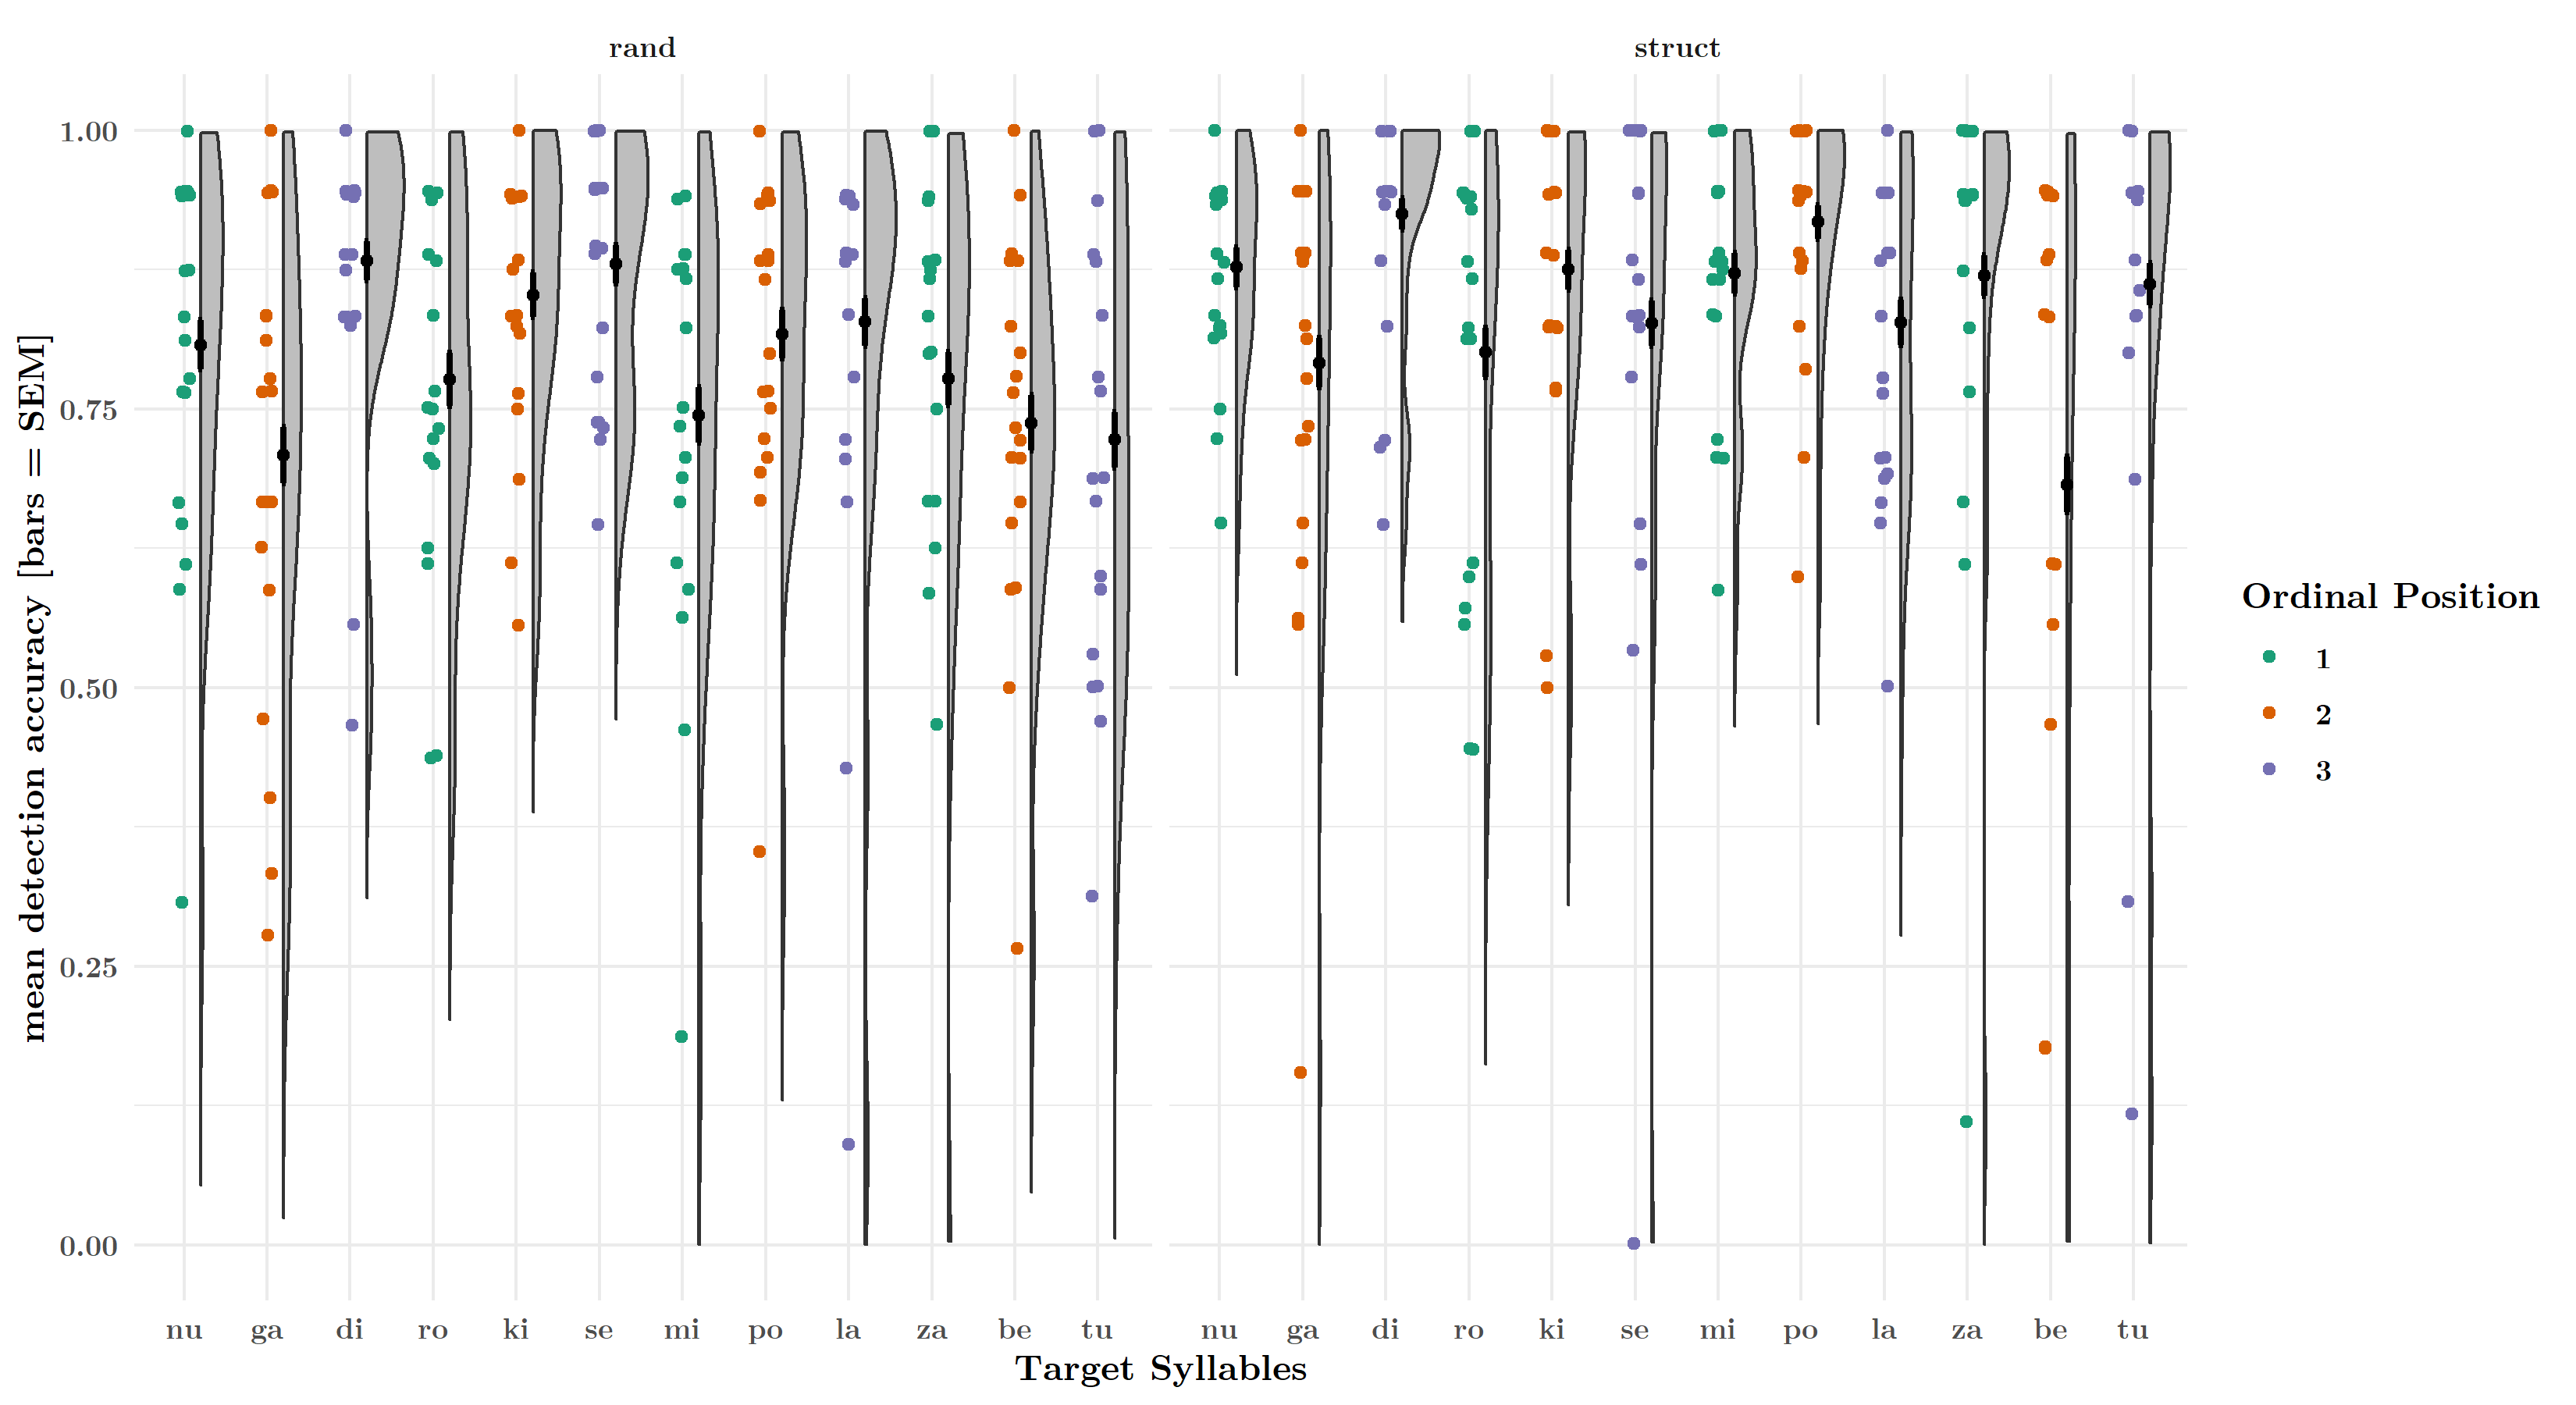 rand struct
mean detection accuracy [bars = SEM]
1.00
0.75
0.50
0.25
0.00
nu ga di ro ki se mi po la za be tu nu ga di ro ki se mi po la za be tu
Target Syllables
Ordinal Position
1
2
3